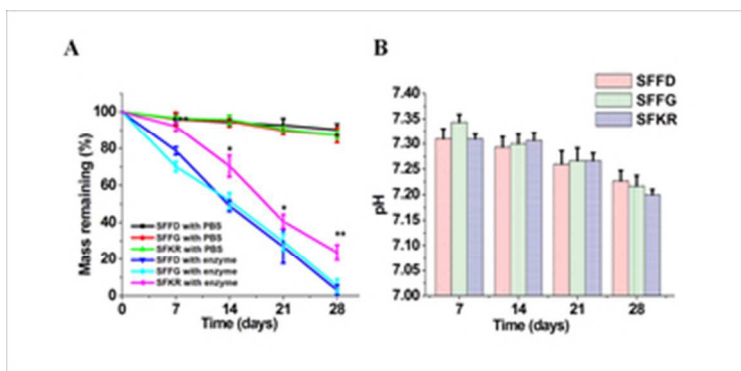 A
Mass remaining (%)
100
80
60
40
20
0
**
*
*
**
SFFD with PBS
SFFG with PBS
SFKR with PBS
SFFD with enzyme
SFFG with enzyme
SFKR with enzyme
0 7 14 21 28
Time (days)
B
pH
7.40
7.35
7.30
7.25
7.20
7.15
7.10
7.05
7.00
SFFD
SFFG
SFKR
7 14 21 28
Time (days)